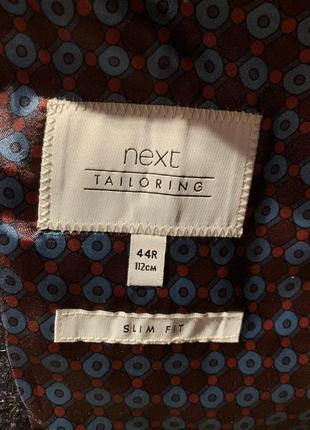 next
TAILORING
44R
112CM
SLIM FIT